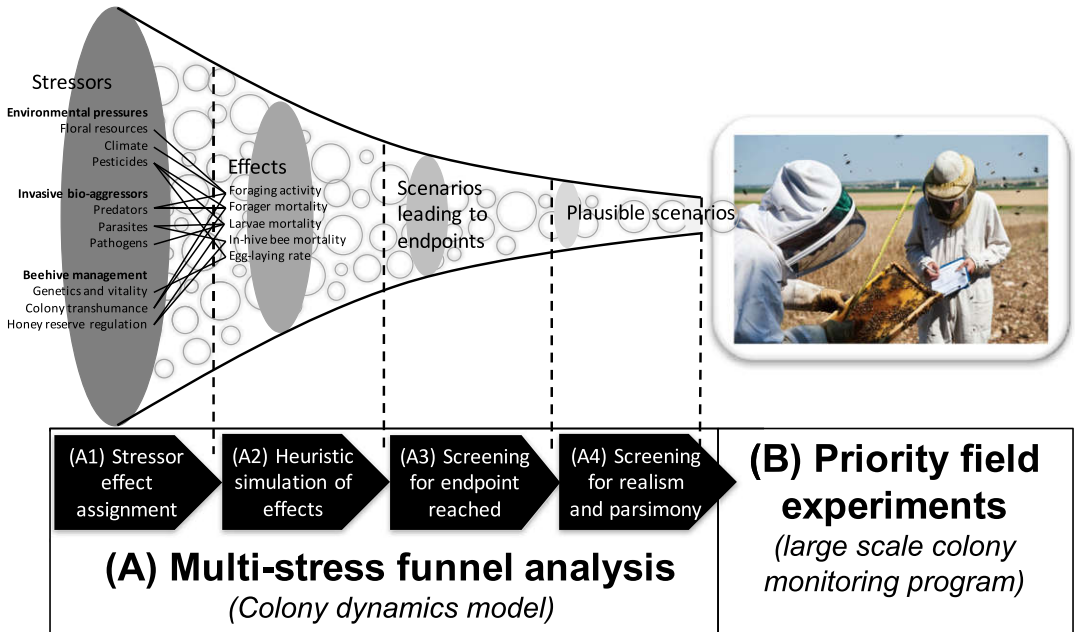 Stressors
Environmental pressures
Floral resources
Climate
Pesticides
Invasive bio-aggressors
Predators
Parasites
Pathogens
Beehive management
Genetics and vitality
Colony transhumance
Honey reserve regulation
Effects
Foraging activity
Forager mortality
Larvae mortality
In-hive bee mortality
Egg-laying rate
Scenarios
leading to
endpoints
Plausible scenarios
(A1) Stressor
effect
assignment
(A2) Heuristic
simulation of
effects
(A3) Screening
for endpoint
reached
(A4) Screening
for realism
and parsimony
(A) Multi-stress funnel analysis
(Colony dynamics model)
(B) Priority field
experiments
(large scale colony
monitoring program)